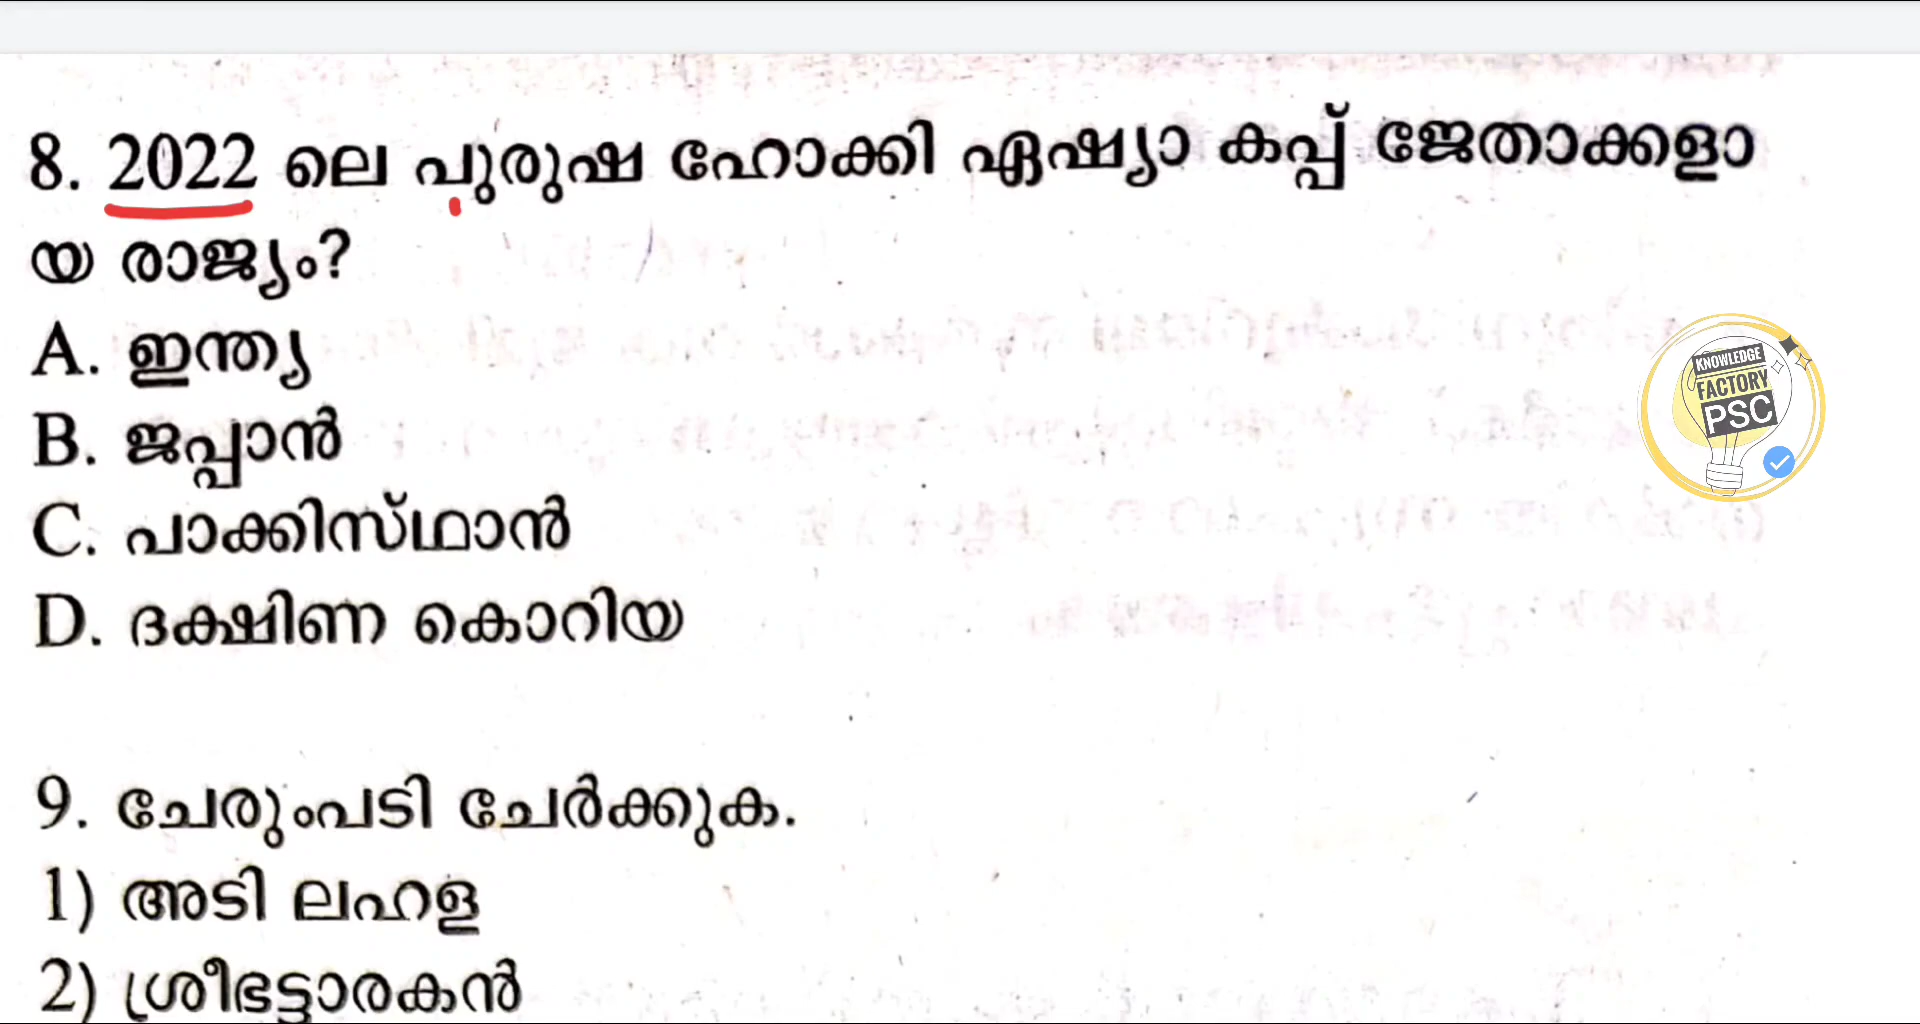 8. 2022 ലെ പുരുഷ ഹോക്കി ഏഷ്യാ കപ്പ് ജേതാക്കളാ
യ രാജ്യം?
A. ഇന്ത്യ
B. ജപ്പാൻ
C. പാക്കിസ്ഥാൻ
D. ദക്ഷിണ കൊറിയ
KNOWLEDGE
FACTORY
PSC
9. ചേരുംപടി ചേർക്കുക.
1) അടി ലഹള
2) ശ്രീഭട്ടാരകൻ